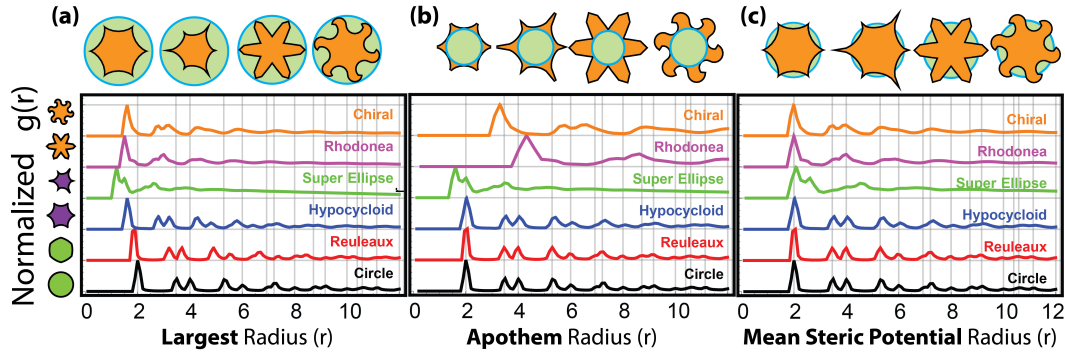 (a)
(b)
(c)
Normalized g(r)
Chiral
Rhodonea
Super Ellipse
Hypocycloid
Reuleaux
Circle
0 2 4 6 8 10
Largest Radius (r)
Chiral
Rhodonea
Super Ellipse
Hypocycloid
Reuleaux
Circle
0 2 4 6 8 10
Apothem Radius (r)
Chiral
Rhodonea
Super Ellipse
Hypocycloid
Reuleaux
Circle
0 2 4 6 8 10 12
Mean Steric Potential Radius (r)